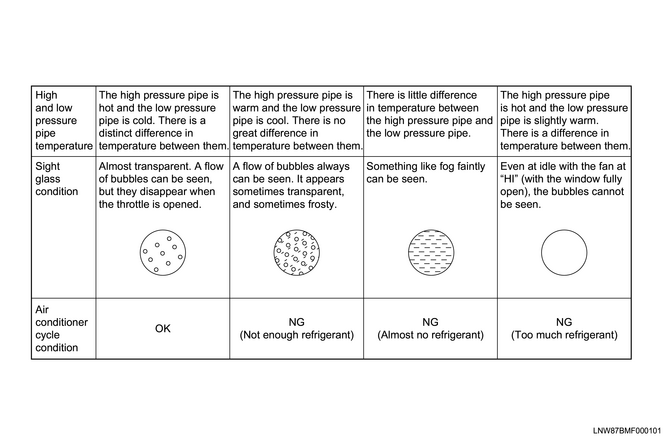 High
and low
pressure
pipe
temperature
The high pressure pipe is
hot and the low pressure
pipe is cold. There is a
distinct difference in
temperature between them.
The high pressure pipe is
warm and the low pressure
pipe is cool. There is no
great difference in
temperature between them.
There is little difference
in temperature between
the high pressure pipe and
the low pressure pipe.
The high pressure pipe
is hot and the low pressure
pipe is slightly warm.
There is a difference in
temperature between them.
Sight
glass
condition
Almost transparent. A flow
of bubbles can be seen,
but they disappear when
the throttle is opened.
A flow of bubbles always
can be seen. It appears
sometimes transparent,
and sometimes frosty.
Something like fog faintly
can be seen.
Even at idle with the fan at
“HI” (with the window fully
open), the bubbles cannot
be seen.
Air
conditioner
cycle
condition
OK
NG
(Not enough refrigerant)
NG
(Almost no refrigerant)
NG
(Too much refrigerant)
LNW87BMF000101